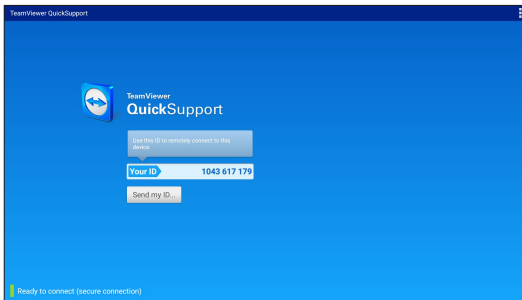 TeamViewer QuickSupport
TeamViewer
QuickSupport
Use this ID to remotely connect to this
device
Your ID
1043 617 179
Send my ID...
Ready to connect (secure connection)